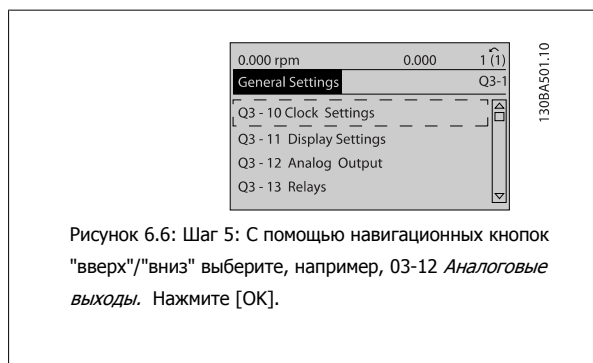 0.000 rpm 0.000 1 (1)
General Settings Q3-1
Q3 - 10 Clock Settings
Q3 - 11 Display Settings
Q3 - 12 Analog Output
Q3 - 13 Relays
130BA501.10
Рисунок 6.6: Шаг 5: С помощью навигационных кнопок
"вверх"/"вниз" выберите, например, 03-12 Аналоговые
выходы. Нажмите [OK].